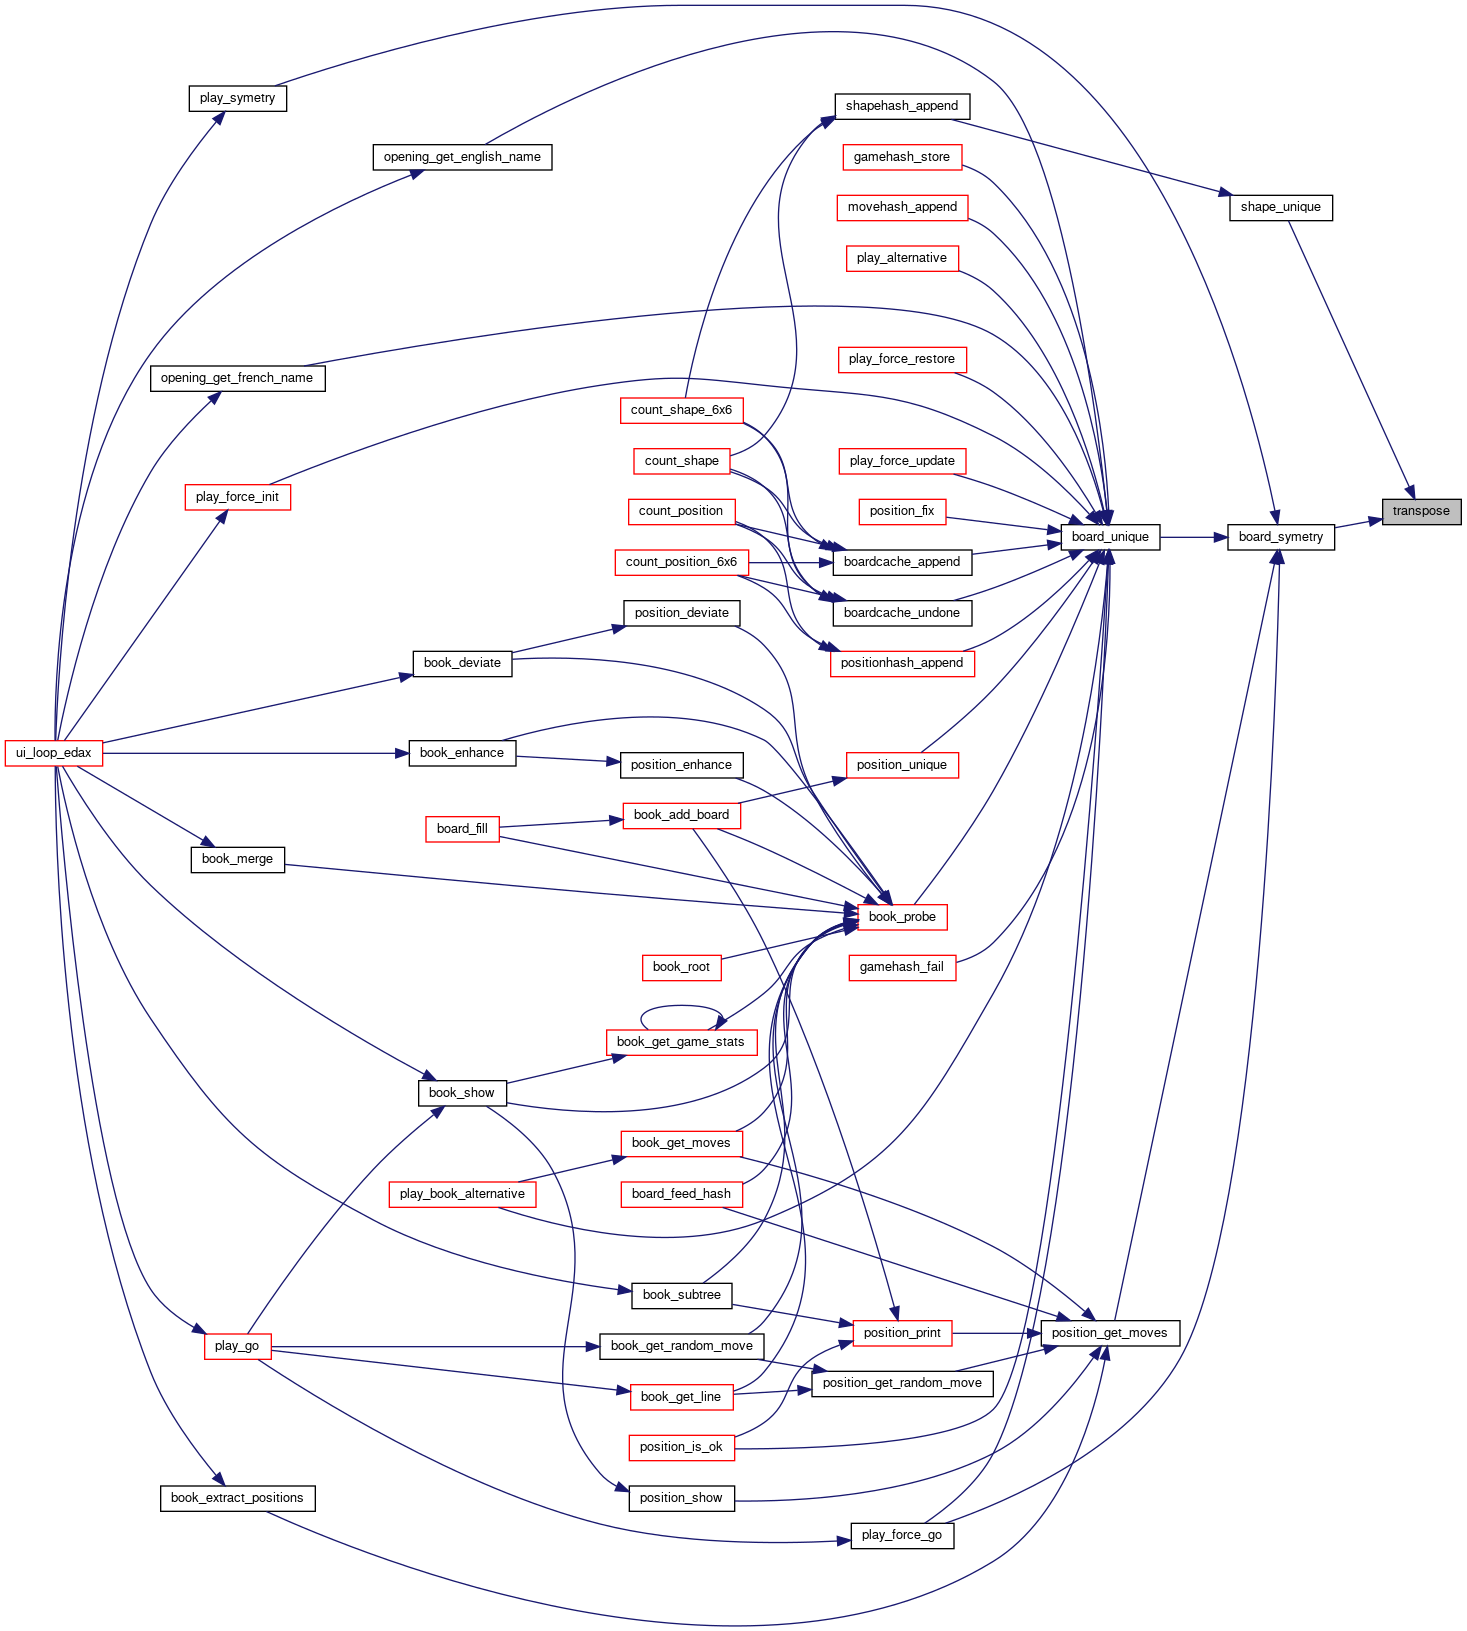 play_symetry
shapehash_append
opening_get_english_name
gamehash_store
shape_unique
movehash_append
play_alternative
play_force_restore
opening_get_french_name
count_shape_6x6
count_shape
play_force_update
play_force_init
count_position
position_fix
transpose
board_unique
board_symetry
count_position_6x6
boardcache_append
position_deviate
boardcache_undone
book_deviate
positionhash_append
ui_loop_edax
book_enhance
position_enhance
position_unique
board_fill
book_add_board
book_merge
book_probe
book_root
gamehash_fail
book_get_game_stats
book_show
book_get_moves
play_book_alternative
board_feed_hash
book_subtree
play_go
book_get_random_move
position_print
position_get_moves
book_get_line
position_get_random_move
position_is_ok
book_extract_positions
position_show
play_force_go